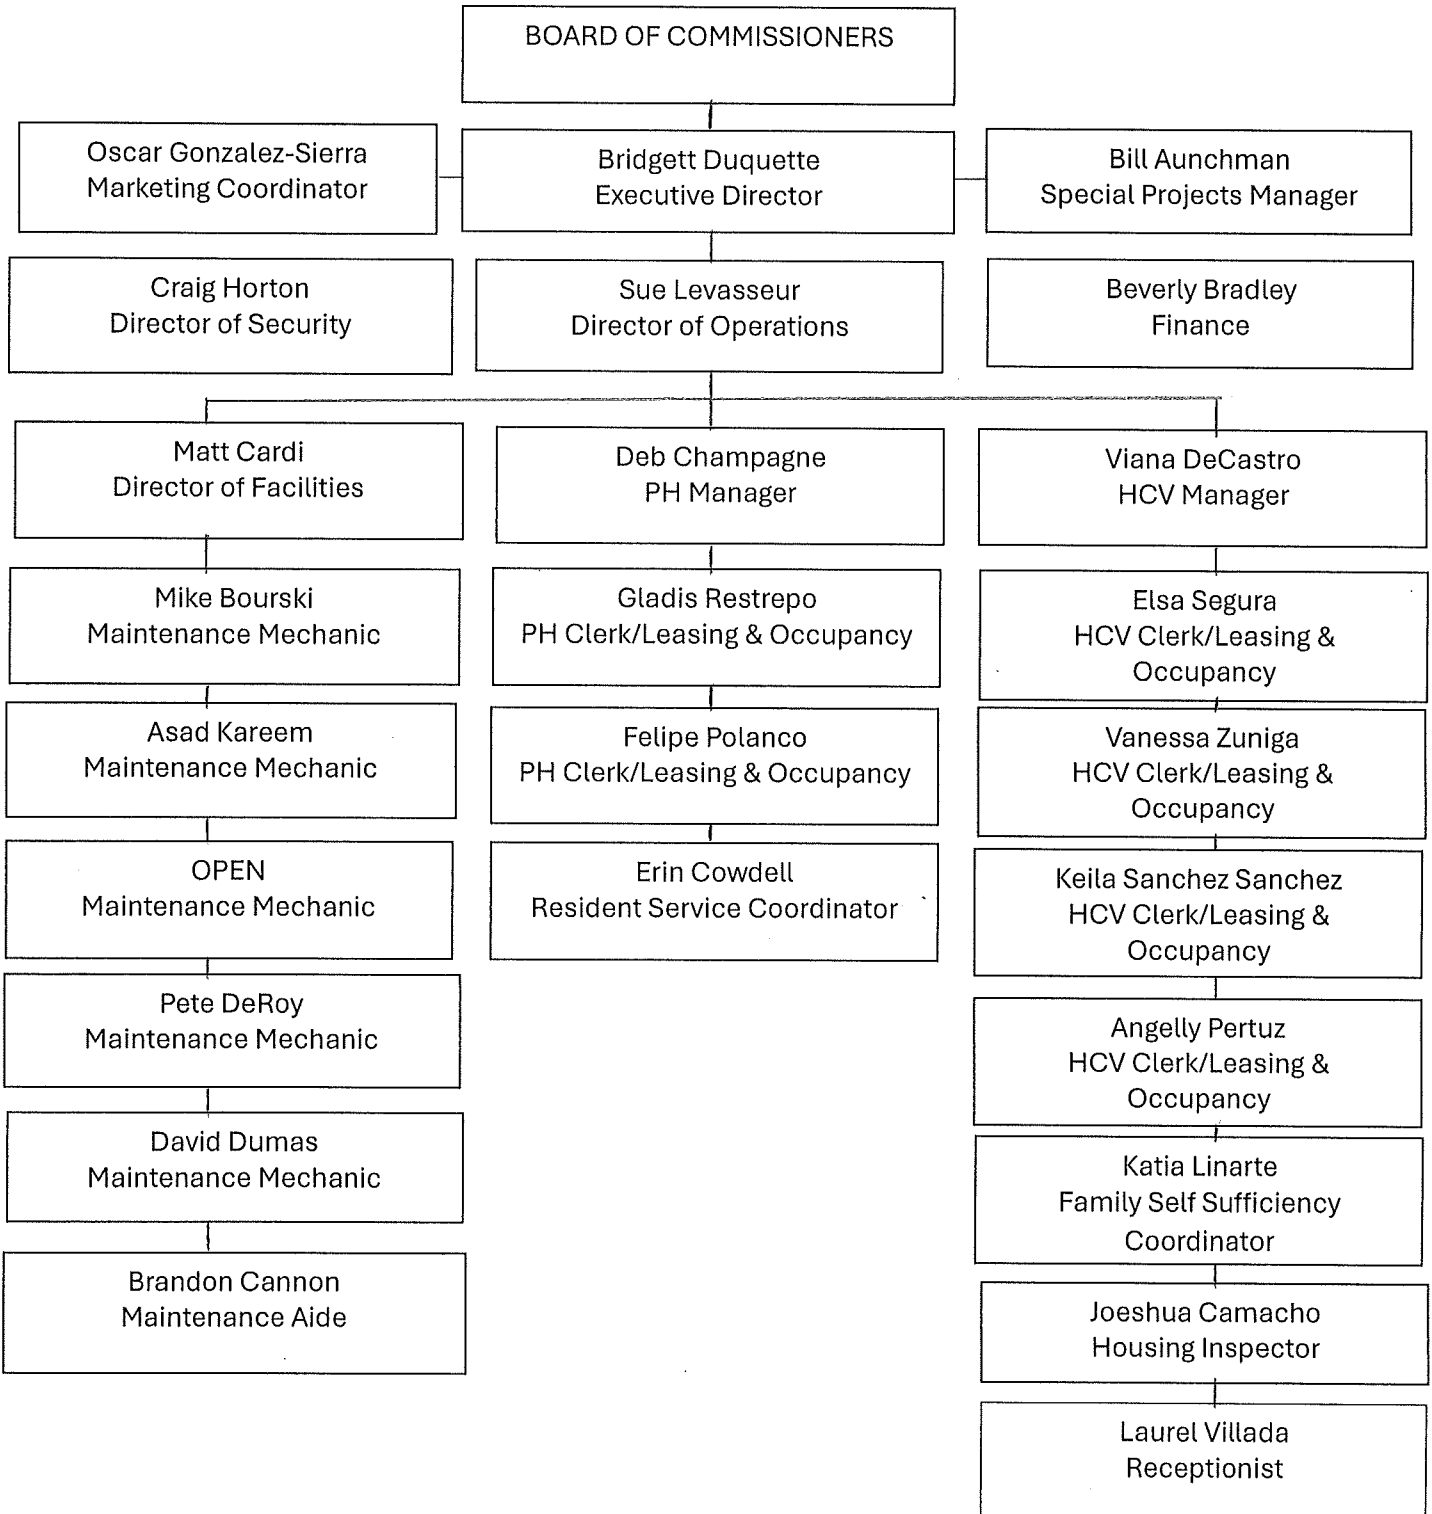 BOARD OF COMMISSIONERS
Oscar Gonzalez-Sierra
Marketing Coordinator
Bridgett Duquette
Executive Director
Bill Aunchman
Special Projects Manager
Craig Horton
Director of Security
Sue Levasseur
Director of Operations
Beverly Bradley
Finance
Matt Cardi
Director of Facilities
Deb Champagne
PH Manager
Viana DeCastro
HCV Manager
Mike Bourski
Maintenance Mechanic
Gladis Restrepo
PH Clerk/Leasing & Occupancy
Elsa Segura
HCV Clerk/Leasing &
Occupancy
Asad Kareem
Maintenance Mechanic
Felipe Polanco
PH Clerk/Leasing & Occupancy
Vanessa Zuniga
HCV Clerk/Leasing &
Occupancy
OPEN
Maintenance Mechanic
Erin Cowdell
Resident Service Coordinator
Keila Sanchez Sanchez
HCV Clerk/Leasing &
Occupancy
Pete DeRoy
Maintenance Mechanic
Angelly Pertuz
HCV Clerk/Leasing &
Occupancy
David Dumas
Maintenance Mechanic
Katia Linarte
Family Self Sufficiency
Coordinator
Brandon Cannon
Maintenance Aide
Joeshua Camacho
Housing Inspector
Laurel Villada
Receptionist